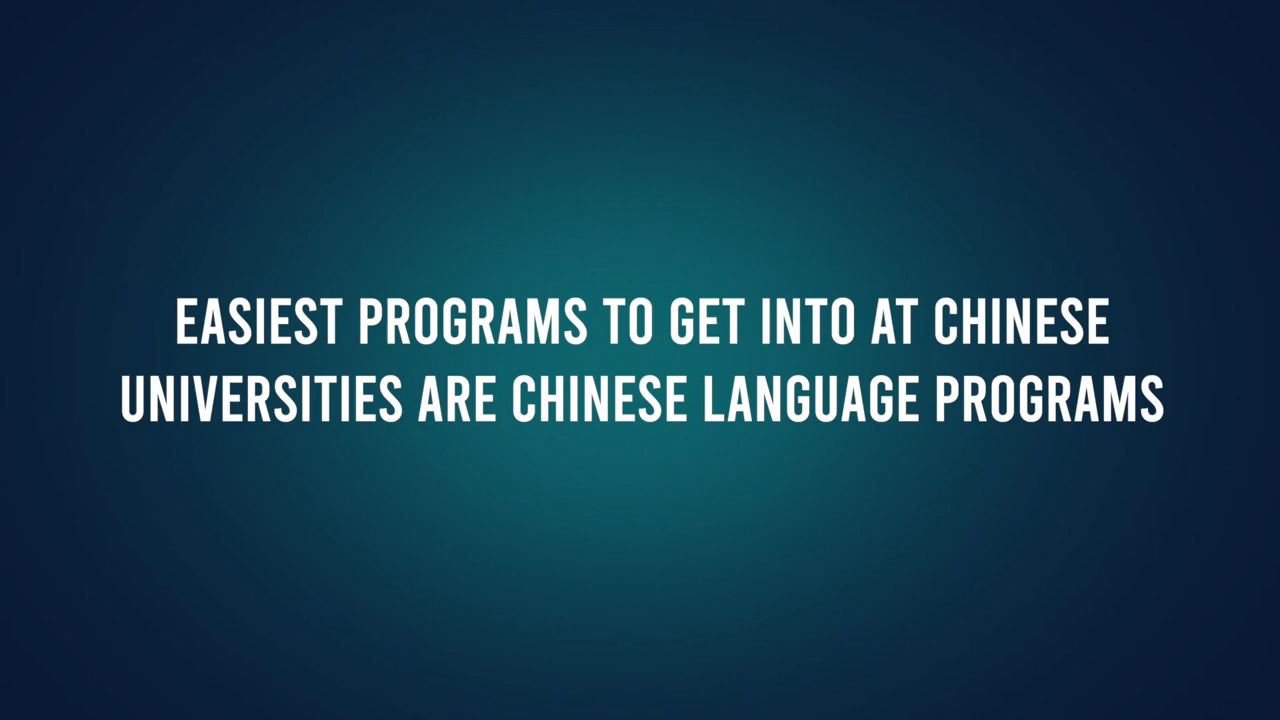 EASIEST PROGRAMS TO GET INTO AT CHINESE
UNIVERSITIES ARE CHINESE LANGUAGE PROGRAMS